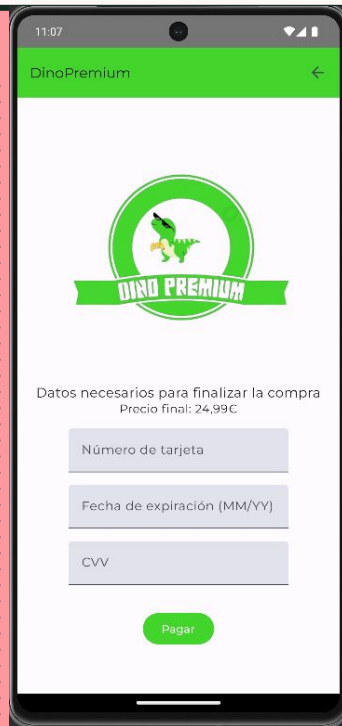 11:07
DinoPremium
DINO PREMIUM
Datos necesarios para finalizar la compra
Precio final: 24,99€
Número de tarjeta
Fecha de expiración (MM/YY)
CVV
Pagar